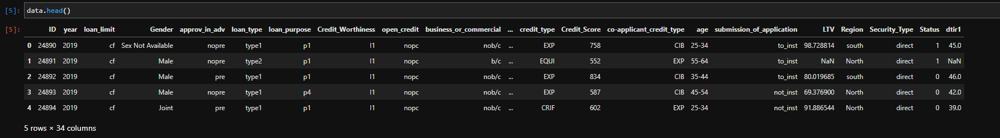 [5]: data.head()
[5]: ID year loan_limit Gender approv_in_adv loan_type loan_purpose Credit_Worthiness open_credit business_or_commercial ... credit_type Credit_Score co-applicant_credit_type age submission_of_application LTV Region Security_Type Status dtir1
0 24890 2019 cf Sex Not Available nopre type1 p1 l1 nopc nob/c ... EXP 758 CIB 25-34 to_inst 98.728814 south direct 1 45.0
1 24891 2019 cf Male nopre type2 p1 l1 nopc b/c ... EQUI 552 EXP 55-64 to_inst NaN North direct 1 NaN
2 24892 2019 cf Male pre type1 p1 l1 nopc nob/c ... EXP 834 CIB 35-44 to_inst 80.019685 south direct 0 46.0
3 24893 2019 cf Male nopre type1 p4 l1 nopc nob/c ... EXP 587 CIB 45-54 not_inst 69.376900 North direct 0 42.0
4 24894 2019 cf Joint pre type1 p1 l1 nopc nob/c ... CRIF 602 EXP 25-34 not_inst 91.886544 North direct 0 39.0
5 rows × 34 columns